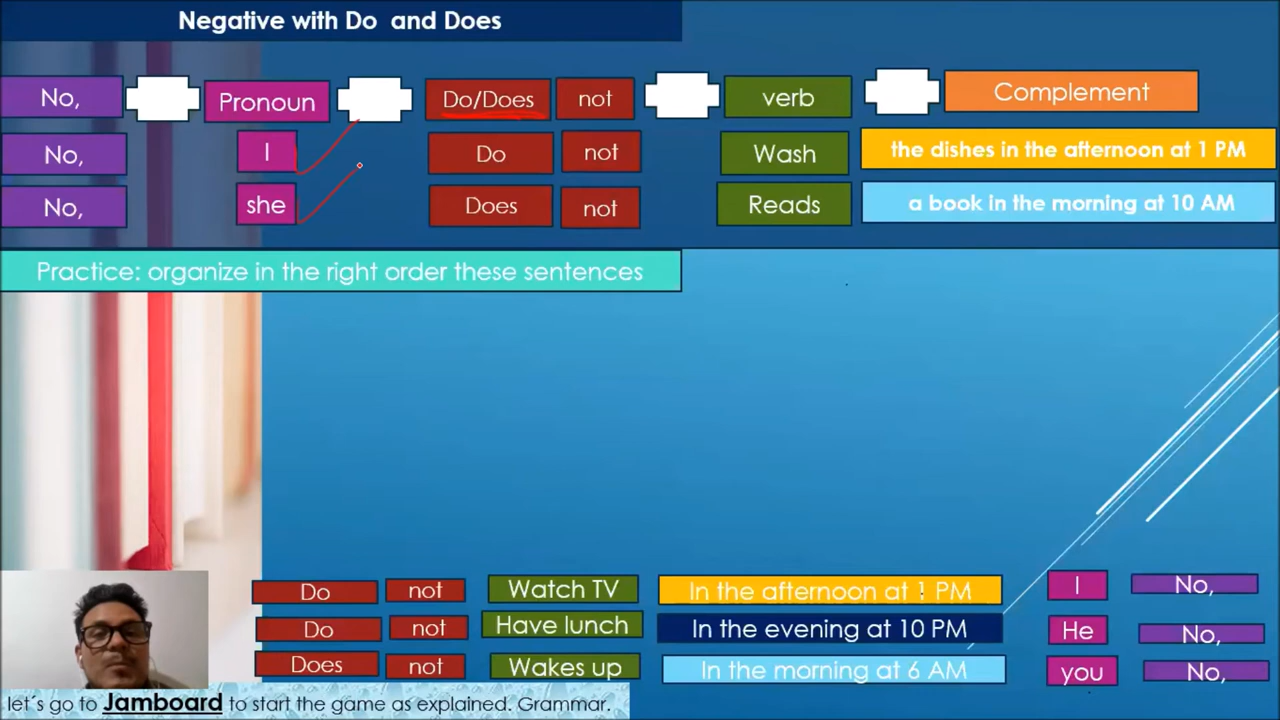 Negative with Do and Does
No, Pronoun Do/Does not verb Complement
No, I Do not Wash the dishes in the afternoon at 1 PM
No, she Does not Reads a book in the morning at 10 AM
Practice: organize in the right order these sentences
Do not Watch TV In the afternoon at 1 PM I No,
Do not Have lunch In the evening at 10 PM He No,
Does not Wakes up In the morning at 6 AM you No,
let´s go to Jamboard to start the game as explained. Grammar.